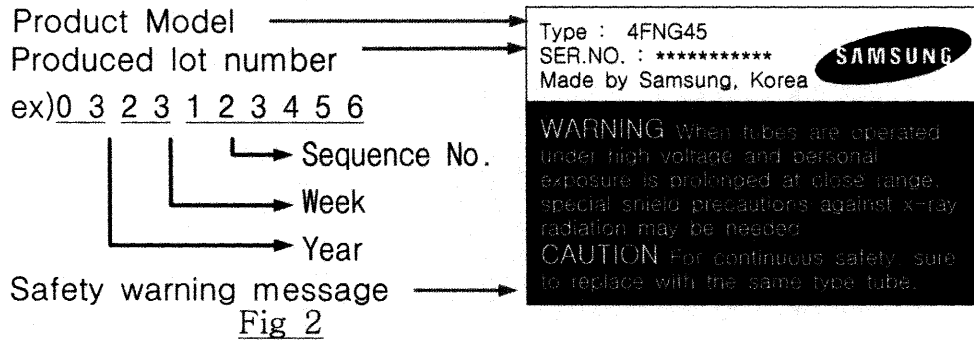 Product Model
Produced lot number
ex)0 3 2 3 1 2 3 4 5 6
Sequence No.
Week
Year
Safety warning message
Fig 2
Type : 4FNG45
SER.NO. : ***********
Made by Samsung, Korea
SAMSUNG
WARNING When tubes are operated
under high voltage and personal
exposure is prolonged at close range,
special shield precautions against x-ray
radiation may be needed
CAUTION For continuous safety, sure
to replace with the same type tube.